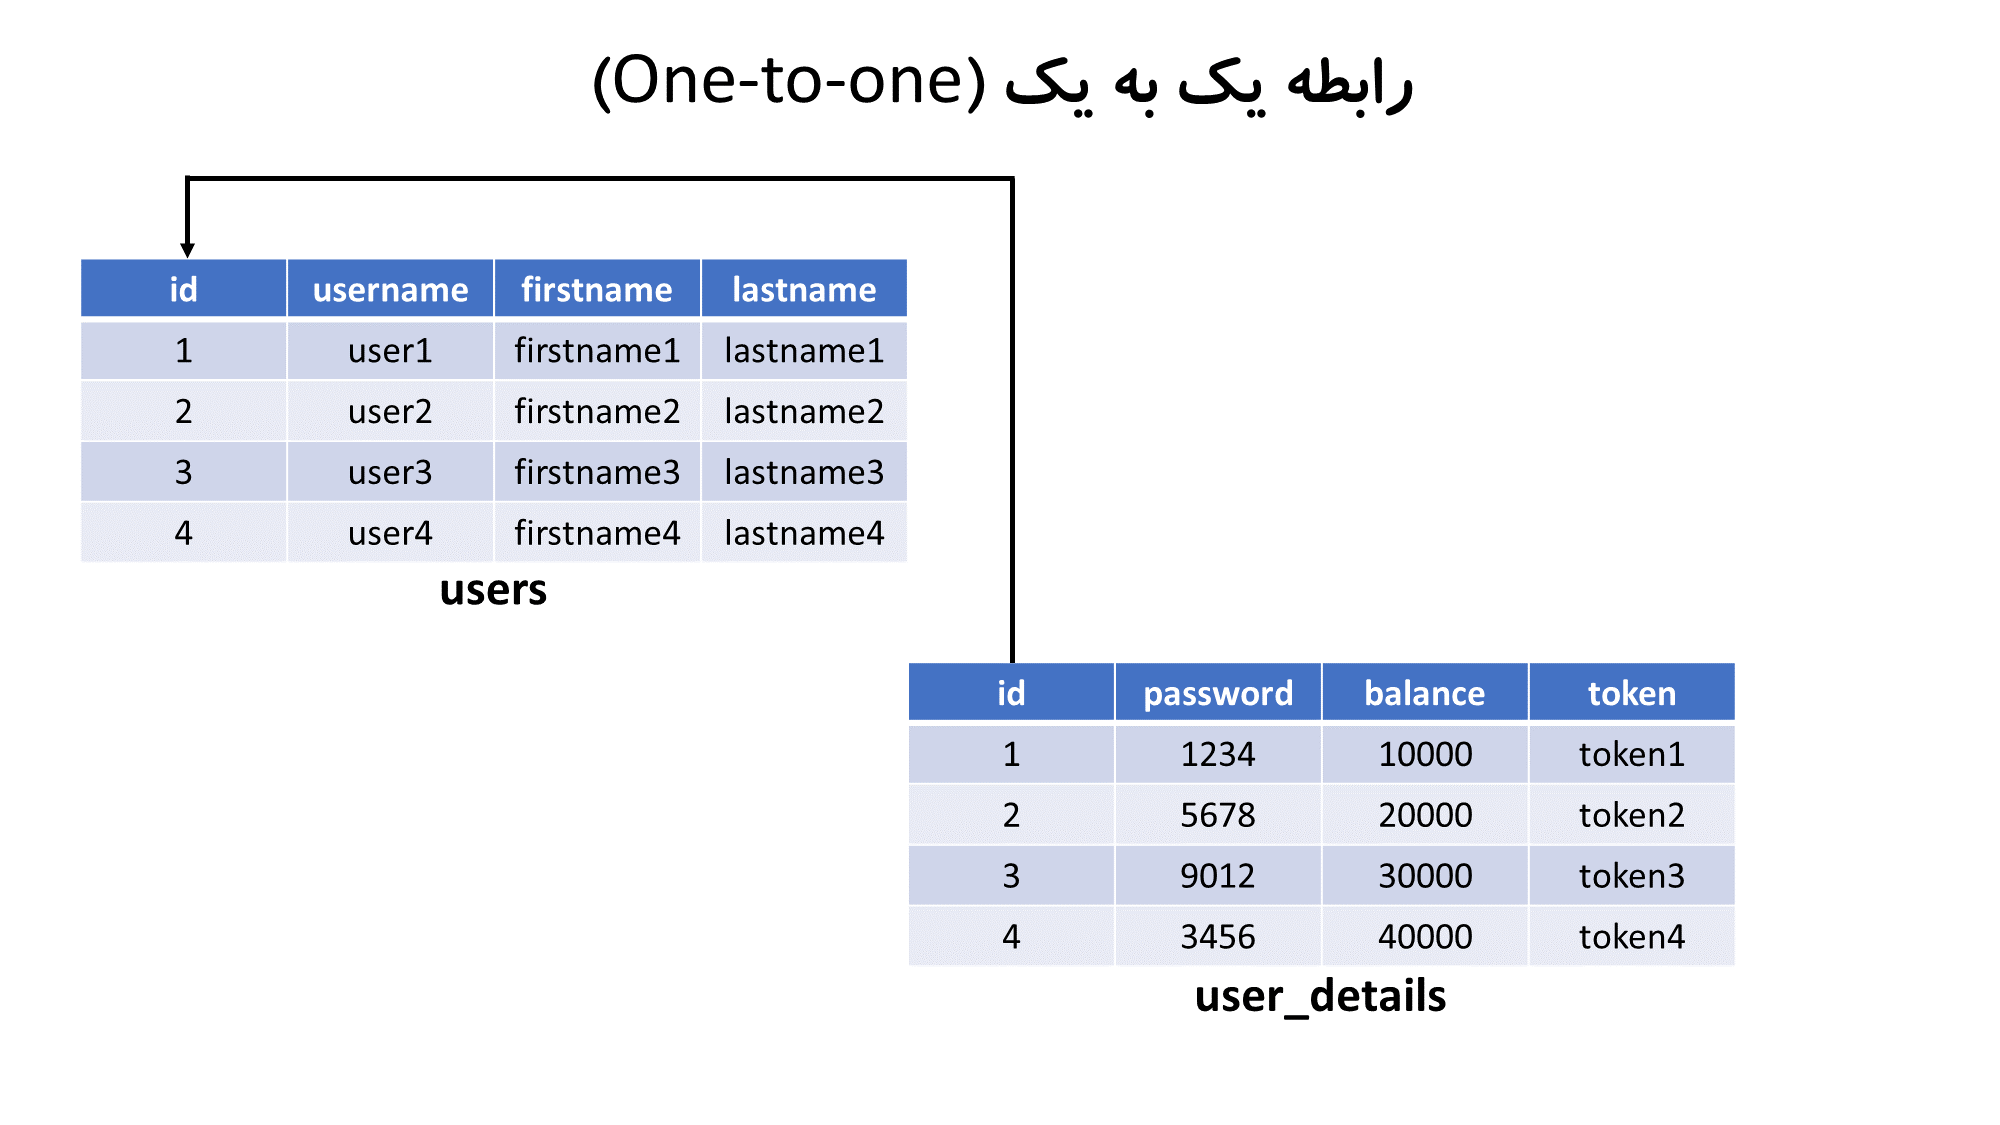 رابطه یک به یک (One-to-one)
id username firstname lastname
1 user1 firstname1 lastname1
2 user2 firstname2 lastname2
3 user3 firstname3 lastname3
4 user4 firstname4 lastname4
users
id password balance token
1 1234 10000 token1
2 5678 20000 token2
3 9012 30000 token3
4 3456 40000 token4
user_details